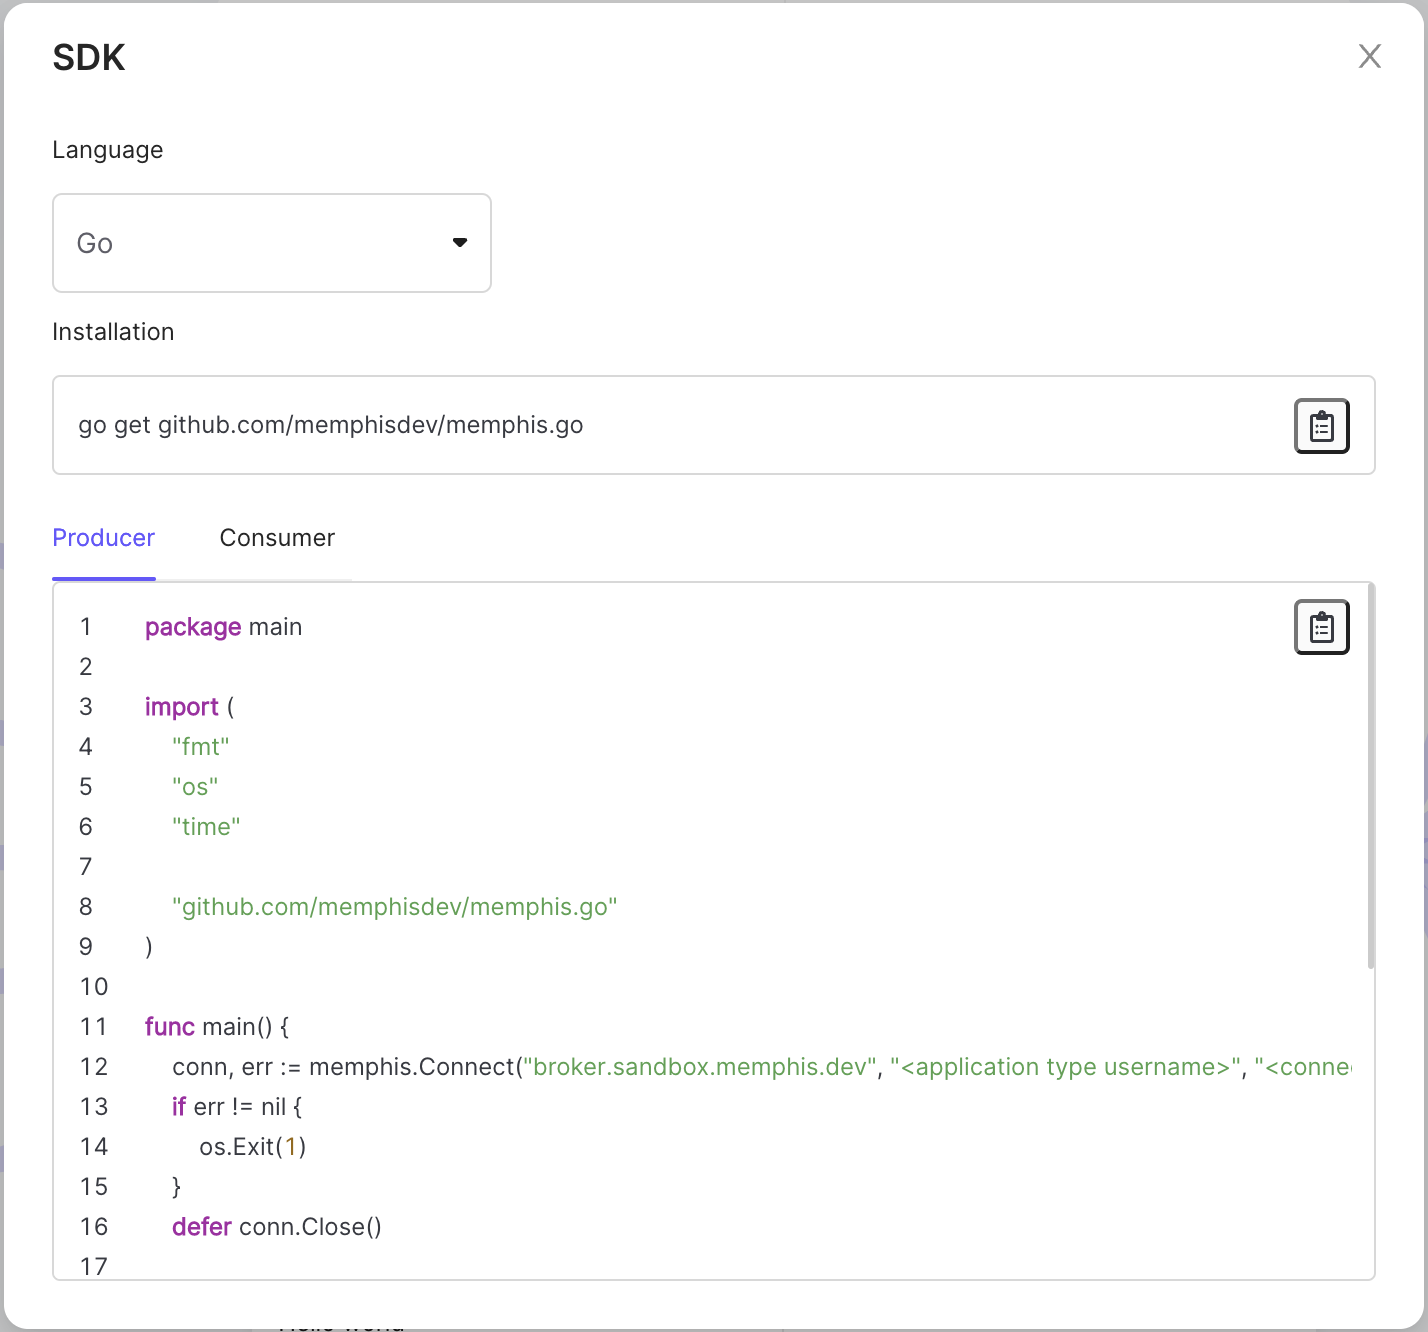 SDK
Language
Go
Installation
go get github.com/memphisdev/memphis.go
Producer Consumer
1 package main
2
3 import (
4 "fmt"
5 "os"
6 "time"
7
8 "github.com/memphisdev/memphis.go"
9 )
10
11 func main() {
12 conn, err := memphis.Connect("broker.sandbox.memphis.dev", "<application type username>", "<conne
13 if err != nil {
14 os.Exit(1)
15 }
16 defer conn.Close()
17